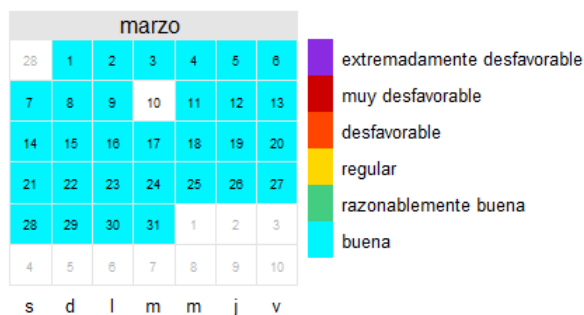 marzo
28 1 2 3 4 5 6
7 8 9 10 11 12 13
14 15 16 17 18 19 20
21 22 23 24 25 26 27
28 29 30 31 1 2 3
4 5 6 7 8 9 10
s d l m m j v
extremadamente desfavorable
muy desfavorable
desfavorable
regular
razonablemente buena
buena